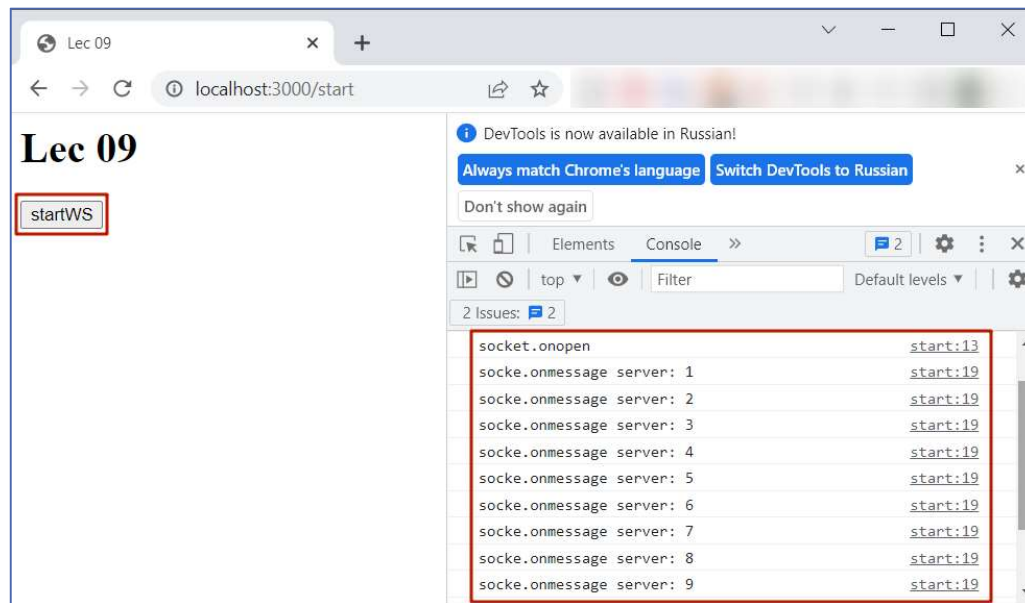 Lec 09
localhost:3000/start
Lec 09
startWS
DevTools is now available in Russian!
Always match Chrome's language Switch DevTools to Russian
Don't show again
Elements Console 2
top Filter Default levels
2 Issues: 2
socket.onopen start:13
socke.onmessage server: 1 start:19
socke.onmessage server: 2 start:19
socke.onmessage server: 3 start:19
socke.onmessage server: 4 start:19
socke.onmessage server: 5 start:19
socke.onmessage server: 6 start:19
socke.onmessage server: 7 start:19
socke.onmessage server: 8 start:19
socke.onmessage server: 9 start:19